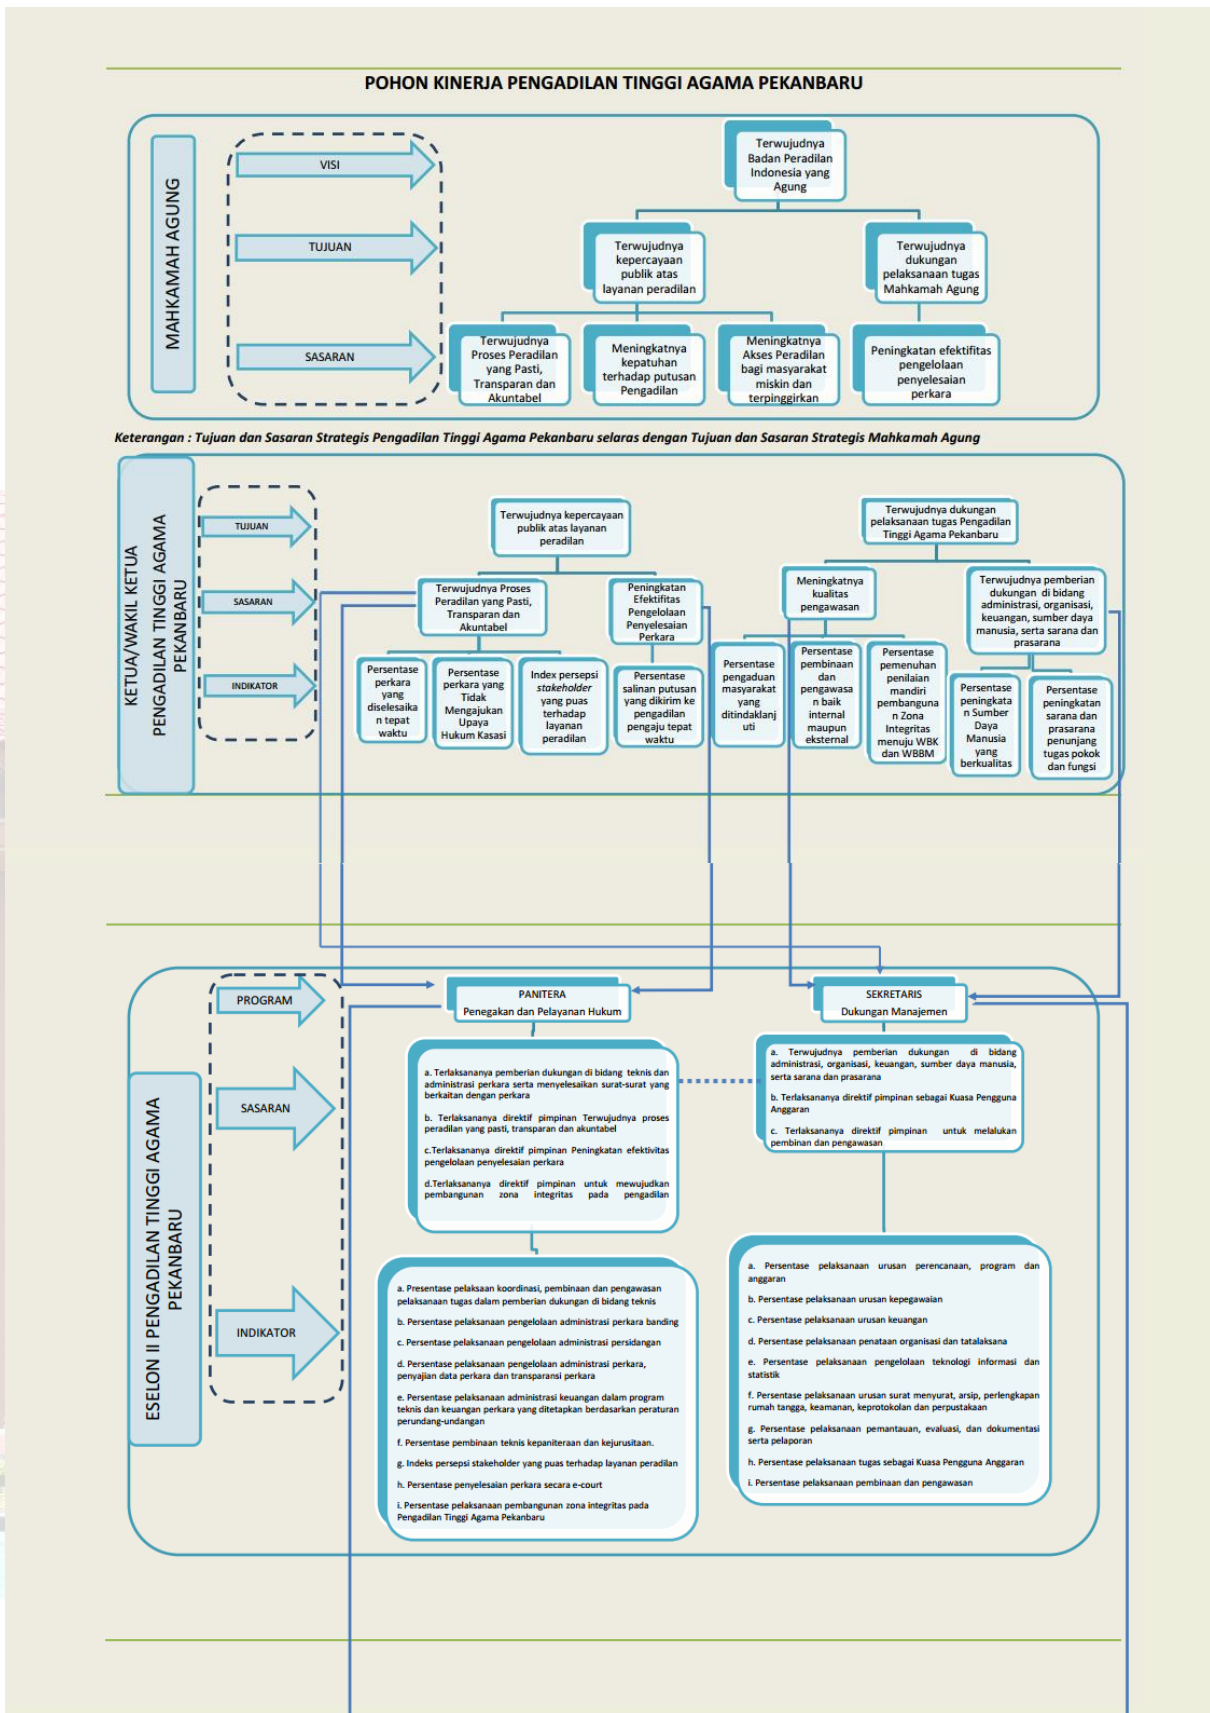 POHON KINERJA PENGADILAN TINGGI AGAMA PEKANBARU
MAHKAMAH AGUNG
VISI
TUJUAN
SASARAN
Terwujudnya
Badan Peradilan
Indonesia yang
Agung
Terwujudnya
kepercayaan
publik atas
layanan peradilan
Terwujudnya
dukungan
pelaksanaan tugas
Mahkamah Agung
Terwujudnya
Proses Peradilan
yang Pasti,
Transparan dan
Akuntabel
Meningkatnya
kepatuhan
terhadap putusan
Pengadilan
Meningkatnya
Akses Peradilan
bagi masyarakat
miskin dan
terpinggirkan
Peningkatan efektifitas
pengelolaan
penyelesaian
perkara
Keterangan : Tujuan dan Sasaran Strategis Pengadilan Tinggi Agama Pekanbaru selaras dengan Tujuan dan Sasaran Strategis Mahkamah Agung
KETUA/WAKIL KETUA
PENGADILAN TINGGI AGAMA
PEKANBARU
TUJUAN
SASARAN
INDIKATOR
Terwujudnya kepercayaan
publik atas layanan
peradilan
Terwujudnya dukungan
pelaksanaan tugas Pengadilan
Tinggi Agama Pekanbaru
Terwujudnya Proses
Peradilan yang Pasti,
Transparan dan
Akuntabel
Peningkatan
Efektifitas
Pengelolaan
Penyelesaian
Perkara
Meningkatnya
kualitas
pengawasan
Terwujudnya pemberian
dukungan di bidang
administrasi, organisasi,
keuangan, sumber daya
manusia, serta sarana dan
prasarana
Persentase
perkara
yang
diselesaika
n tepat
waktu
Persentase
perkara yang
Tidak
Mengajukan
Upaya
Hukum Kasasi
Index persepsi
stakeholder
yang puas
terhadap
layanan
peradilan
Persentase
salinan putusan
yang dikirim ke
pengadilan
pengaju tepat
waktu
Persentase
pengaduan
masyarakat
yang
ditindaklanj
uti
Persentase
pembinaan
dan
pengawasa
n baik
internal
maupun
eksternal
Persentase
pemenuhan
penilaian
mandiri
pembanguna
n Zona
Integritas
menuju WBK
dan WBBM
Persentase
peningkata
n Sumber
Daya
Manusia
yang
berkualitas
Persentase
peningkatan
sarana dan
prasarana
penunjang
tugas pokok
dan fungsi
ESELON II PENGADILAN TINGGI AGAMA
PEKANBARU
PROGRAM
SASARAN
INDIKATOR
PANITERA
Penegakan dan Pelayanan Hukum
a. Terlaksananya pemberian dukungan di bidang teknis dan
administrasi perkara serta menyelesaikan surat-surat yang
berkaitan dengan perkara
b. Terlaksananya direktif pimpinan Terwujudnya proses
peradilan yang pasti, transparan dan akuntabel
c.Terlaksananya direktif pimpinan Peningkatan efektivitas
pengelolaan penyelesaian perkara
d.Terlaksananya direktif pimpinan untuk mewujudkan
pembangunan zona integritas pada pengadilan
a. Persentase pelaksaan koordinasi, pembinaan dan pengawasan
pelaksanaan tugas dalam pemberian dukungan di bidang teknis
b. Persentase pelaksanaan pengelolaan administrasi perkara banding
c. Persentase pelaksanaan pengelolaan administrasi persidangan
d. Persentase pelaksanaan pengelolaan administrasi perkara,
penyajian data perkara dan transparansi perkara
e. Persentase pelaksanaan administrasi keuangan dalam program
teknis dan keuangan perkara yang ditetapkan berdasarkan peraturan
perundang-undangan
f. Persentase pembinaan teknis kepaniteraan dan kejurusitaan.
g. Indeks persepsi stakeholder yang puas terhadap layanan peradilan
h. Persentase penyelesaian perkara secara e-court
i. Persentase pelaksanaan pembangunan zona integritas pada
Pengadilan Tinggi Agama Pekanbaru
SEKRETARIS
Dukungan Manajemen
a. Terwujudnya pemberian dukungan di bidang
administrasi, organisasi, keuangan, sumber daya manusia,
serta sarana dan prasarana
b. Terlaksananya direktif pimpinan sebagai Kuasa Pengguna
Anggaran
c. Terlaksananya direktif pimpinan untuk melalukan
pembinan dan pengawasan
a. Persentase pelaksanaan urusan perencanaan, program dan
anggaran
b. Persentase pelaksanaan urusan kepegawaian
c. Persentase pelaksanaan urusan keuangan
d. Persentase pelaksanaan penataan organisasi dan tatalaksana
e. Persentase pelaksanaan pengelolaan teknologi informasi dan
statistik
f. Persentase pelaksanaan urusan surat menyurat, arsip, perlengkapan
rumah tangga, keamanan, keprotokolan dan perpustakaan
g. Persentase pelaksanaan pemantauan, evaluasi, dan dokumentasi
serta pelaporan
h. Persentase pelaksanaan tugas sebagai Kuasa Pengguna Anggaran
i. Persentase pelaksanaan pembinaan dan pengawasan